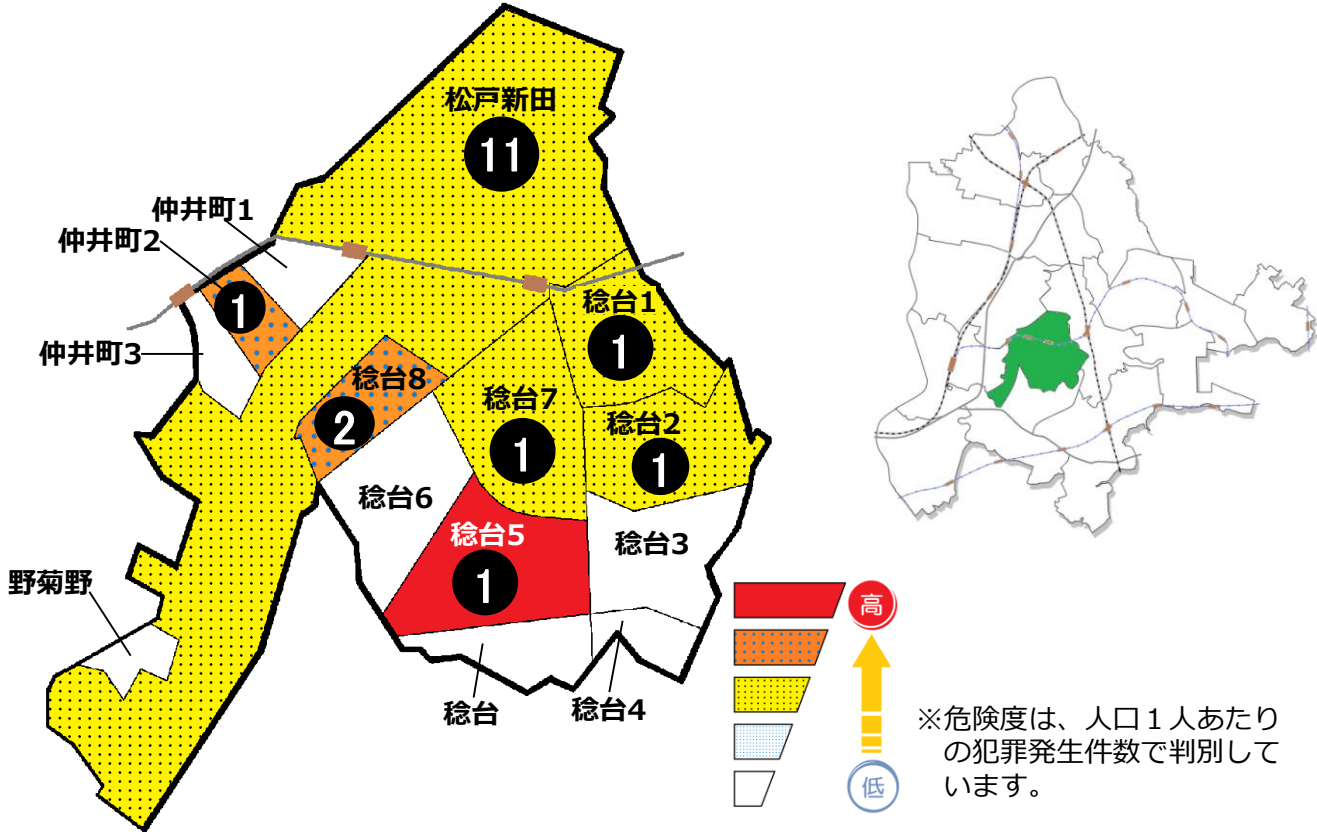 松戸新田
11
仲井町1
仲井町2
1
仲井町3
稔台1
1
稔台8
2
稔台7
1
稔台2
1
稔台6
稔台5
1
稔台3
野菊野
稔台
稔台4
高
低
※危険度は、人口１人あたり
の犯罪発生件数で判別して
います。